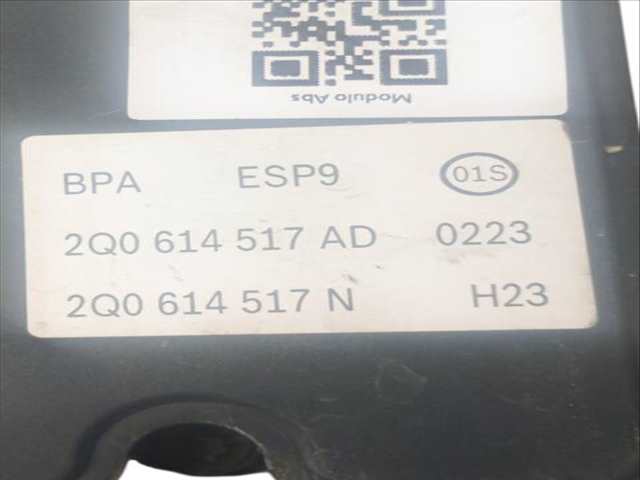 Modulo Abs
BPA ESP9 01S
2Q0 614 517 AD 0223
2Q0 614 517 N H23